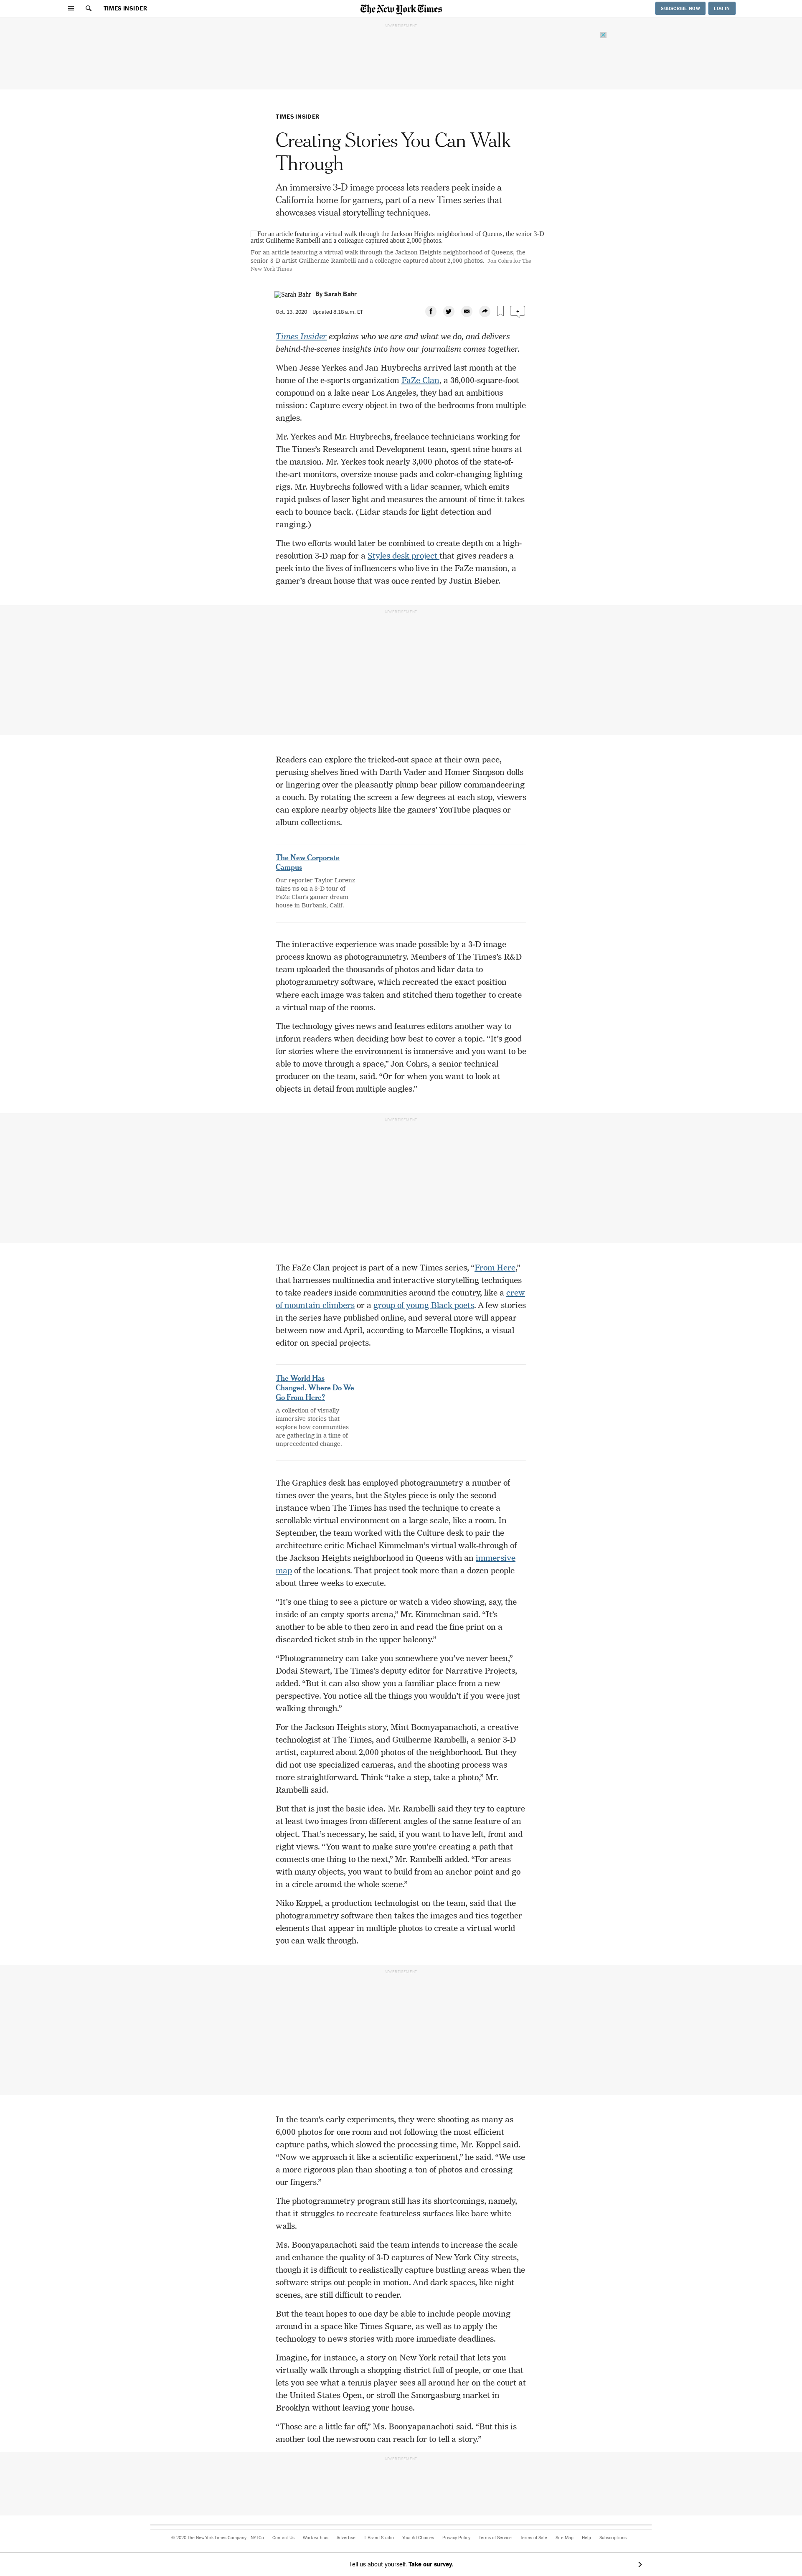 TIMES INSIDER
The New York Times
SUBSCRIBE NOW
LOG IN
ADVERTISEMENT
TIMES INSIDER
Creating Stories You Can Walk
Through
An immersive 3-D image process lets readers peek inside a
California home for gamers, part of a new Times series that
showcases visual storytelling techniques.
For an article featuring a virtual walk through the Jackson Heights neighborhood of Queens, the senior 3-D
artist Guilherme Rambelli and a colleague captured about 2,000 photos.
For an article featuring a virtual walk through the Jackson Heights neighborhood of Queens, the
senior 3-D artist Guilherme Rambelli and a colleague captured about 2,000 photos. Jon Cohrs for The
New York Times
Sarah Bahr
By Sarah Bahr
Oct. 13, 2020 Updated 8:18 a.m. ET
Times Insider explains who we are and what we do, and delivers
behind-the-scenes insights into how our journalism comes together.
When Jesse Yerkes and Jan Huybrechs arrived last month at the
home of the e-sports organization FaZe Clan, a 36,000-square-foot
compound on a lake near Los Angeles, they had an ambitious
mission: Capture every object in two of the bedrooms from multiple
angles.
Mr. Yerkes and Mr. Huybrechs, freelance technicians working for
The Times's Research and Development team, spent nine hours at
the mansion. Mr. Yerkes took nearly 3,000 photos of the state-of-
the-art monitors, oversize mouse pads and color-changing lighting
rigs. Mr. Huybrechs followed with a lidar scanner, which emits
rapid pulses of laser light and measures the amount of time it takes
each to bounce back. (Lidar stands for light detection and
ranging.)
The two efforts would later be combined to create depth on a high-
resolution 3-D map for a Styles desk project that gives readers a
peek into the lives of influencers who live in the FaZe mansion, a
gamer's dream house that was once rented by Justin Bieber.
ADVERTISEMENT
Readers can explore the tricked-out space at their own pace,
perusing shelves lined with Darth Vader and Homer Simpson dolls
or lingering over the pleasantly plump bear pillow commandeering
a couch. By rotating the screen a few degrees at each stop, viewers
can explore nearby objects like the gamers' YouTube plaques or
album collections.
The New Corporate
Campus
Our reporter Taylor Lorenz
takes us on a 3-D tour of
FaZe Clan's gamer dream
house in Burbank, Calif.
The interactive experience was made possible by a 3-D image
process known as photogrammetry. Members of The Times's R&D
team uploaded the thousands of photos and lidar data to
photogrammetry software, which recreated the exact position
where each image was taken and stitched them together to create
a virtual map of the rooms.
The technology gives news and features editors another way to
inform readers when deciding how best to cover a topic. “It's good
for stories where the environment is immersive and you want to be
able to move through a space,” Jon Cohrs, a senior technical
producer on the team, said. “Or for when you want to look at
objects in detail from multiple angles.”
ADVERTISEMENT
The FaZe Clan project is part of a new Times series, “From Here,”
that harnesses multimedia and interactive storytelling techniques
to take readers inside communities around the country, like a crew
of mountain climbers or a group of young Black poets. A few stories
in the series have published online, and several more will appear
between now and April, according to Marcelle Hopkins, a visual
editor on special projects.
The World Has
Changed. Where Do We
Go From Here?
A collection of visually
immersive stories that
explore how communities
are gathering in a time of
unprecedented change.
The Graphics desk has employed photogrammetry a number of
times over the years, but the Styles piece is only the second
instance when The Times has used the technique to create a
scrollable virtual environment on a large scale, like a room. In
September, the team worked with the Culture desk to pair the
architecture critic Michael Kimmelman's virtual walk-through of
the Jackson Heights neighborhood in Queens with an immersive
map of the locations. That project took more than a dozen people
about three weeks to execute.
“It's one thing to see a picture or watch a video showing, say, the
inside of an empty sports arena,” Mr. Kimmelman said. “It's
another to be able to then zero in and read the fine print on a
discarded ticket stub in the upper balcony.”
“Photogrammetry can take you somewhere you've never been,”
Dodai Stewart, The Times's deputy editor for Narrative Projects,
added. “But it can also show you a familiar place from a new
perspective. You notice all the things you wouldn't if you were just
walking through.”
For the Jackson Heights story, Mint Boonyapanachoti, a creative
technologist at The Times, and Guilherme Rambelli, a senior 3-D
artist, captured about 2,000 photos of the neighborhood. But they
did not use specialized cameras, and the shooting process was
more straightforward. Think “take a step, take a photo,” Mr.
Rambelli said.
But that is just the basic idea. Mr. Rambelli said they try to capture
at least two images from different angles of the same feature of an
object. That's necessary, he said, if you want to have left, front and
right views. “You want to make sure you're creating a path that
connects one thing to the next,” Mr. Rambelli added. “For areas
with many objects, you want to build from an anchor point and go
in a circle around the whole scene.”
Niko Koppel, a production technologist on the team, said that the
photogrammetry software then takes the images and ties together
elements that appear in multiple photos to create a virtual world
you can walk through.
ADVERTISEMENT
In the team's early experiments, they were shooting as many as
6,000 photos for one room and not following the most efficient
capture paths, which slowed the processing time, Mr. Koppel said.
“Now we approach it like a scientific experiment,” he said. “We use
a more rigorous plan than shooting a ton of photos and crossing
our fingers.”
The photogrammetry program still has its shortcomings, namely,
that it struggles to recreate featureless surfaces like bare white
walls.
Ms. Boonyapanachoti said the team intends to increase the scale
and enhance the quality of 3-D captures of New York City streets,
though it is difficult to realistically capture bustling areas when the
software strips out people in motion. And dark spaces, like night
scenes, are still difficult to render.
But the team hopes to one day be able to include people moving
around in a space like Times Square, as well as to apply the
technology to news stories with more immediate deadlines.
Imagine, for instance, a story on New York retail that lets you
virtually walk through a shopping district full of people, or one that
lets you see what a tennis player sees all around her on the court at
the United States Open, or stroll the Smorgasburg market in
Brooklyn without leaving your house.
“Those are a little far off,” Ms. Boonyapanachoti said. “But this is
another tool the newsroom can reach for to tell a story.”
ADVERTISEMENT
© 2020 The New York Times Company NYTCo Contact Us Work with us Advertise T Brand Studio Your Ad Choices Privacy Policy Terms of Service Terms of Sale Site Map Help Subscriptions
Tell us about yourself. Take our survey.